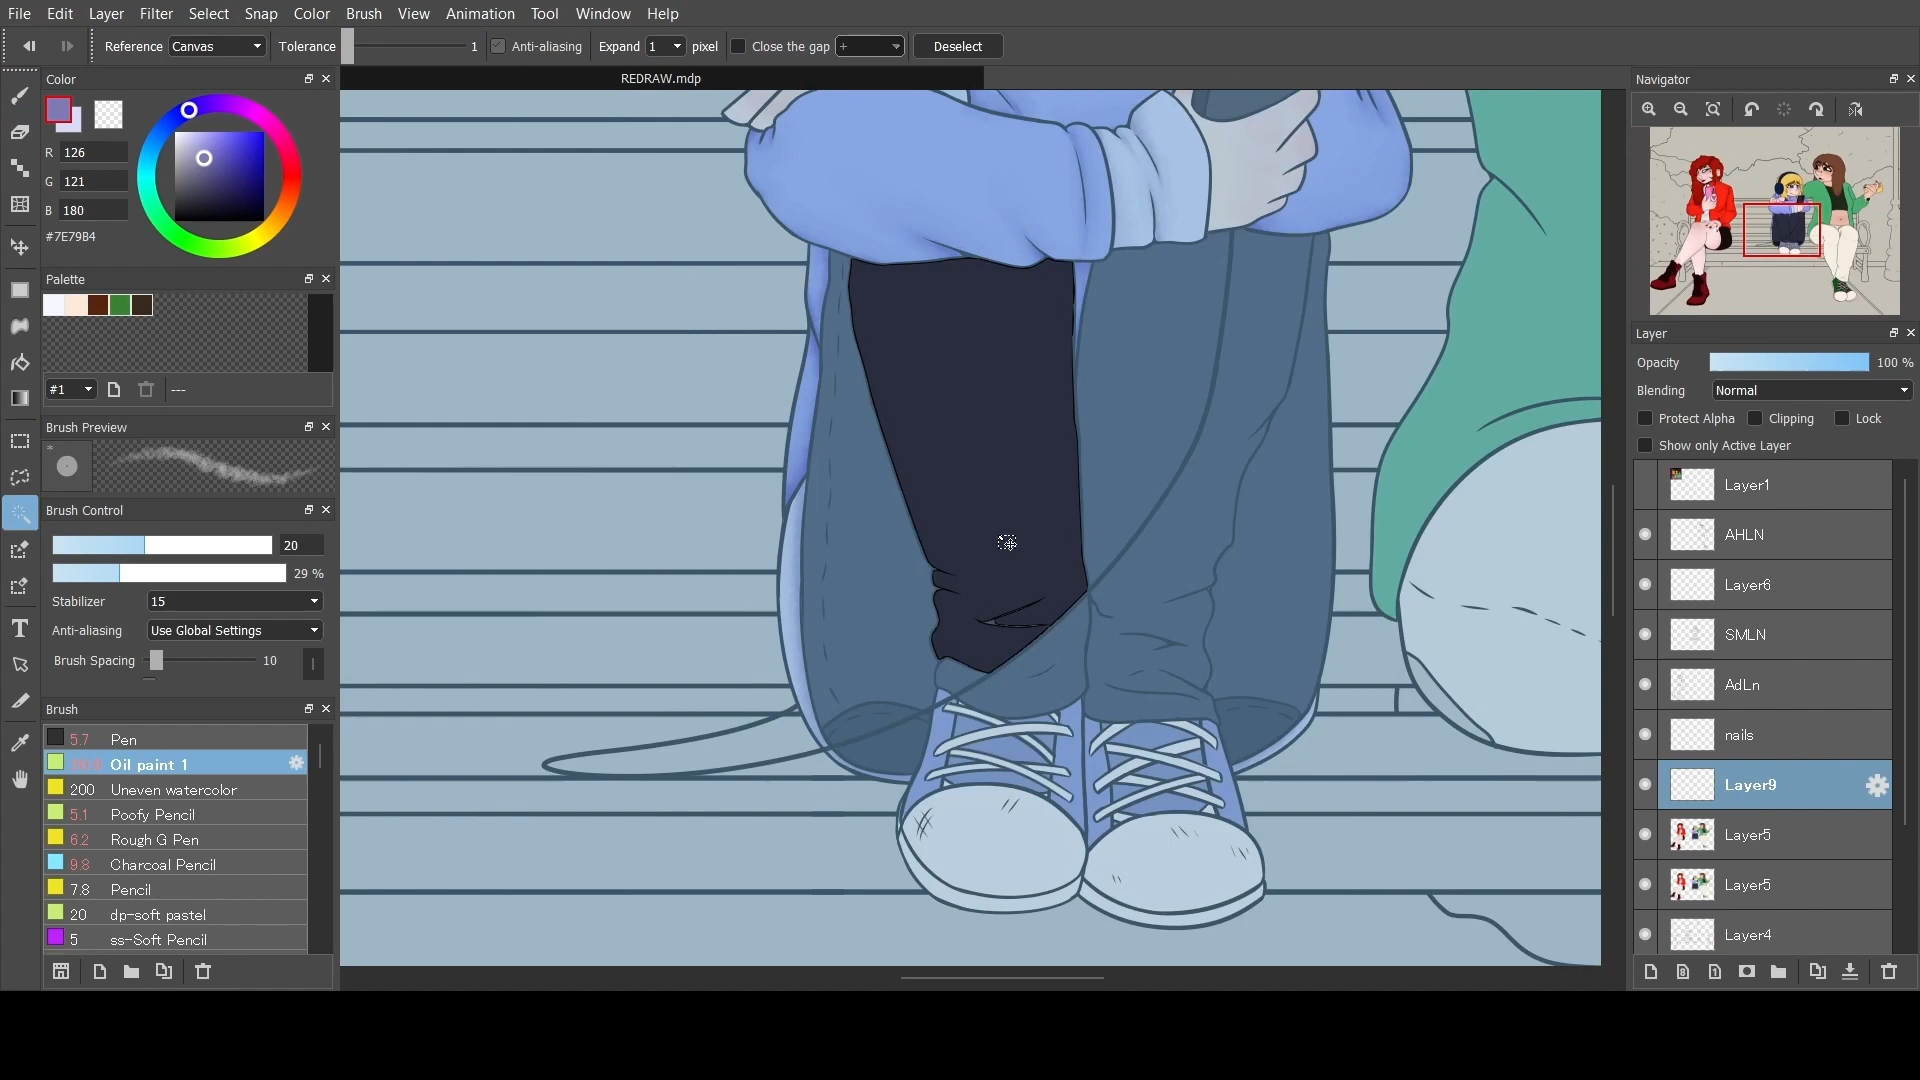 File Edit Layer Filter Select Snap Color Brush View Animation Tool Window Help
Reference Canvas Tolerance 1 Anti-aliasing Expand 1 pixel Close the gap + Deselect
REDRAW.mdp
Color
R 126
G 121
B 180
#7E79B4
Palette
#1 ---
Brush Preview
*
Brush Control
20
29 %
Stabilizer 15
Anti-aliasing Use Global Settings
Brush Spacing 10
Brush
5.7 Pen
Oil paint 1
200 Uneven watercolor
5.1 Poofy Pencil
6.2 Rough G Pen
9.8 Charcoal Pencil
7.8 Pencil
20 dp-soft pastel
5 ss-Soft Pencil
Navigator
Layer
Opacity 100 %
Blending Normal
Protect Alpha Clipping Lock
Show only Active Layer
Layer1
AHLN
Layer6
SMLN
AdLn
nails
Layer9
Layer5
Layer5
Layer4
8 1